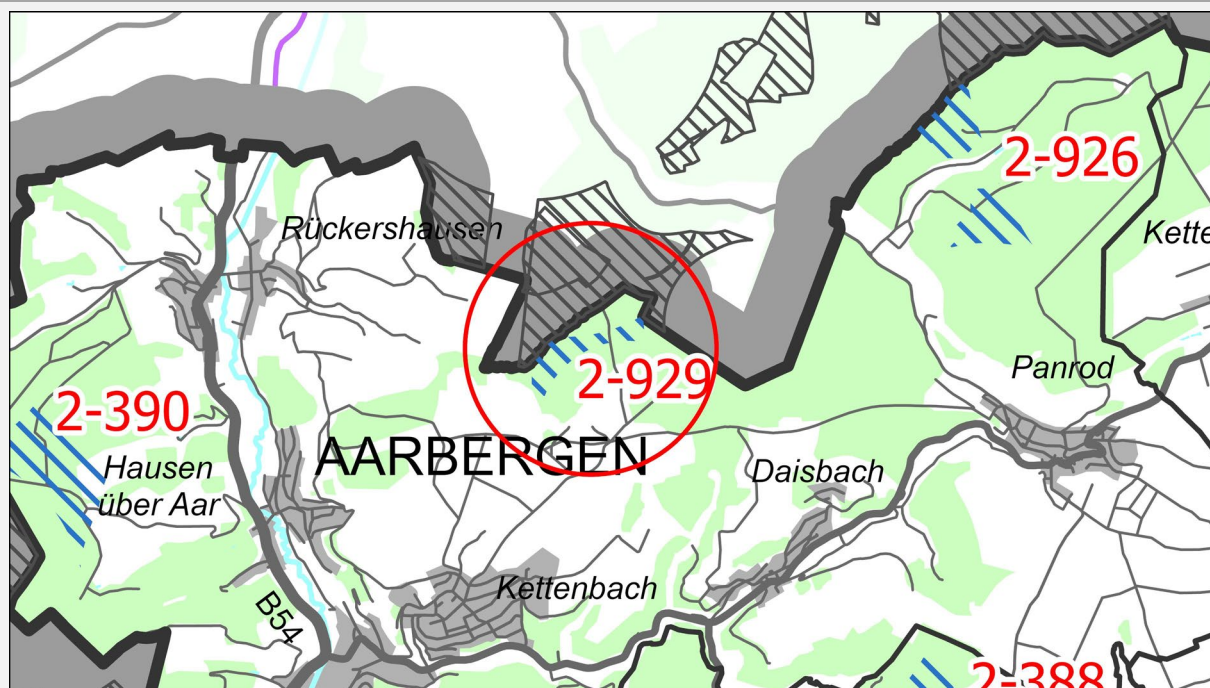 2-926
Rückershausen
Kette
2-929
Panrod
2-390
Hausen
über Aar
AARBERGEN
Daisbach
Kettenbach
B54
2-388